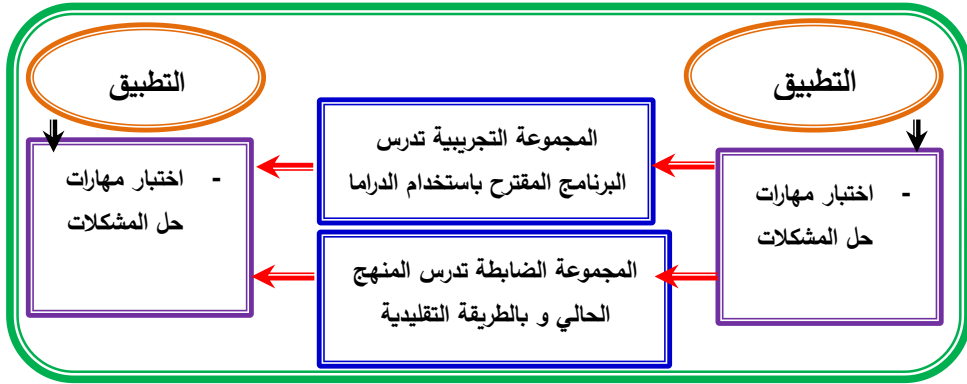 التطبيق
- اختبار مهارات
حل المشكلات
المجموعة التجريبية تدرس
البرنامج المقترح باستخدام الدراما
المجموعة الضابطة تدرس المنهج
الحالي و بالطريقة التقليدية
التطبيق
- اختبار مهارات
حل المشكلات